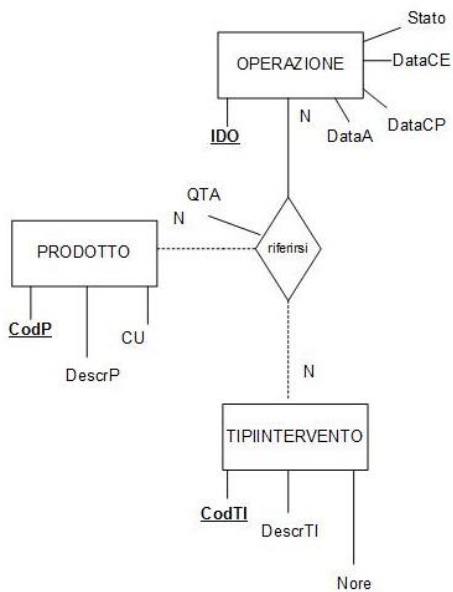 Stato
OPERAZIONE
DataCE
N
DataCP
IDO
DataA
QTA
N
PRODOTTO
riferirsi
CodP
CU
DescrP
N
TIPIINTERVENTO
CodTI
DescrTI
Nore